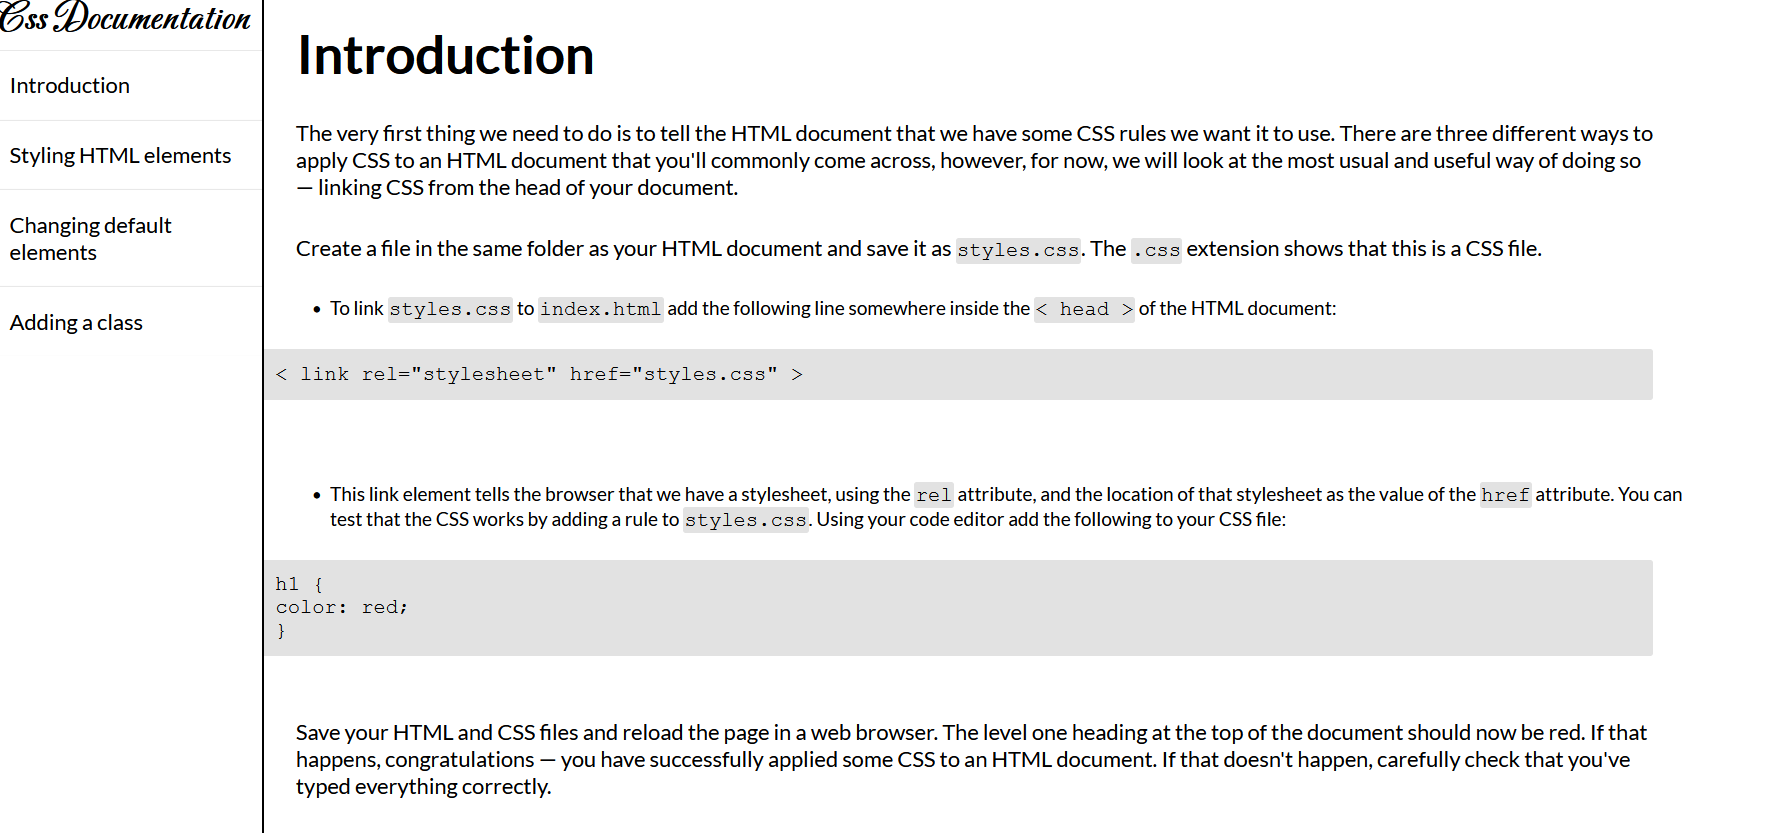 Css Documentation
Introduction
Styling HTML elements
Changing default
elements
Adding a class
Introduction
The very first thing we need to do is to tell the HTML document that we have some CSS rules we want it to use. There are three different ways to
apply CSS to an HTML document that you'll commonly come across, however, for now, we will look at the most usual and useful way of doing so
— linking CSS from the head of your document.
Create a file in the same folder as your HTML document and save it as styles.css. The .css extension shows that this is a CSS file.
• To link styles.css to index.html add the following line somewhere inside the < head > of the HTML document:
< link rel="stylesheet" href="styles.css" >
• This link element tells the browser that we have a stylesheet, using the rel attribute, and the location of that stylesheet as the value of the href attribute. You can
test that the CSS works by adding a rule to styles.css. Using your code editor add the following to your CSS file:
h1 {
color: red;
}
Save your HTML and CSS files and reload the page in a web browser. The level one heading at the top of the document should now be red. If that
happens, congratulations — you have successfully applied some CSS to an HTML document. If that doesn't happen, carefully check that you've
typed everything correctly.